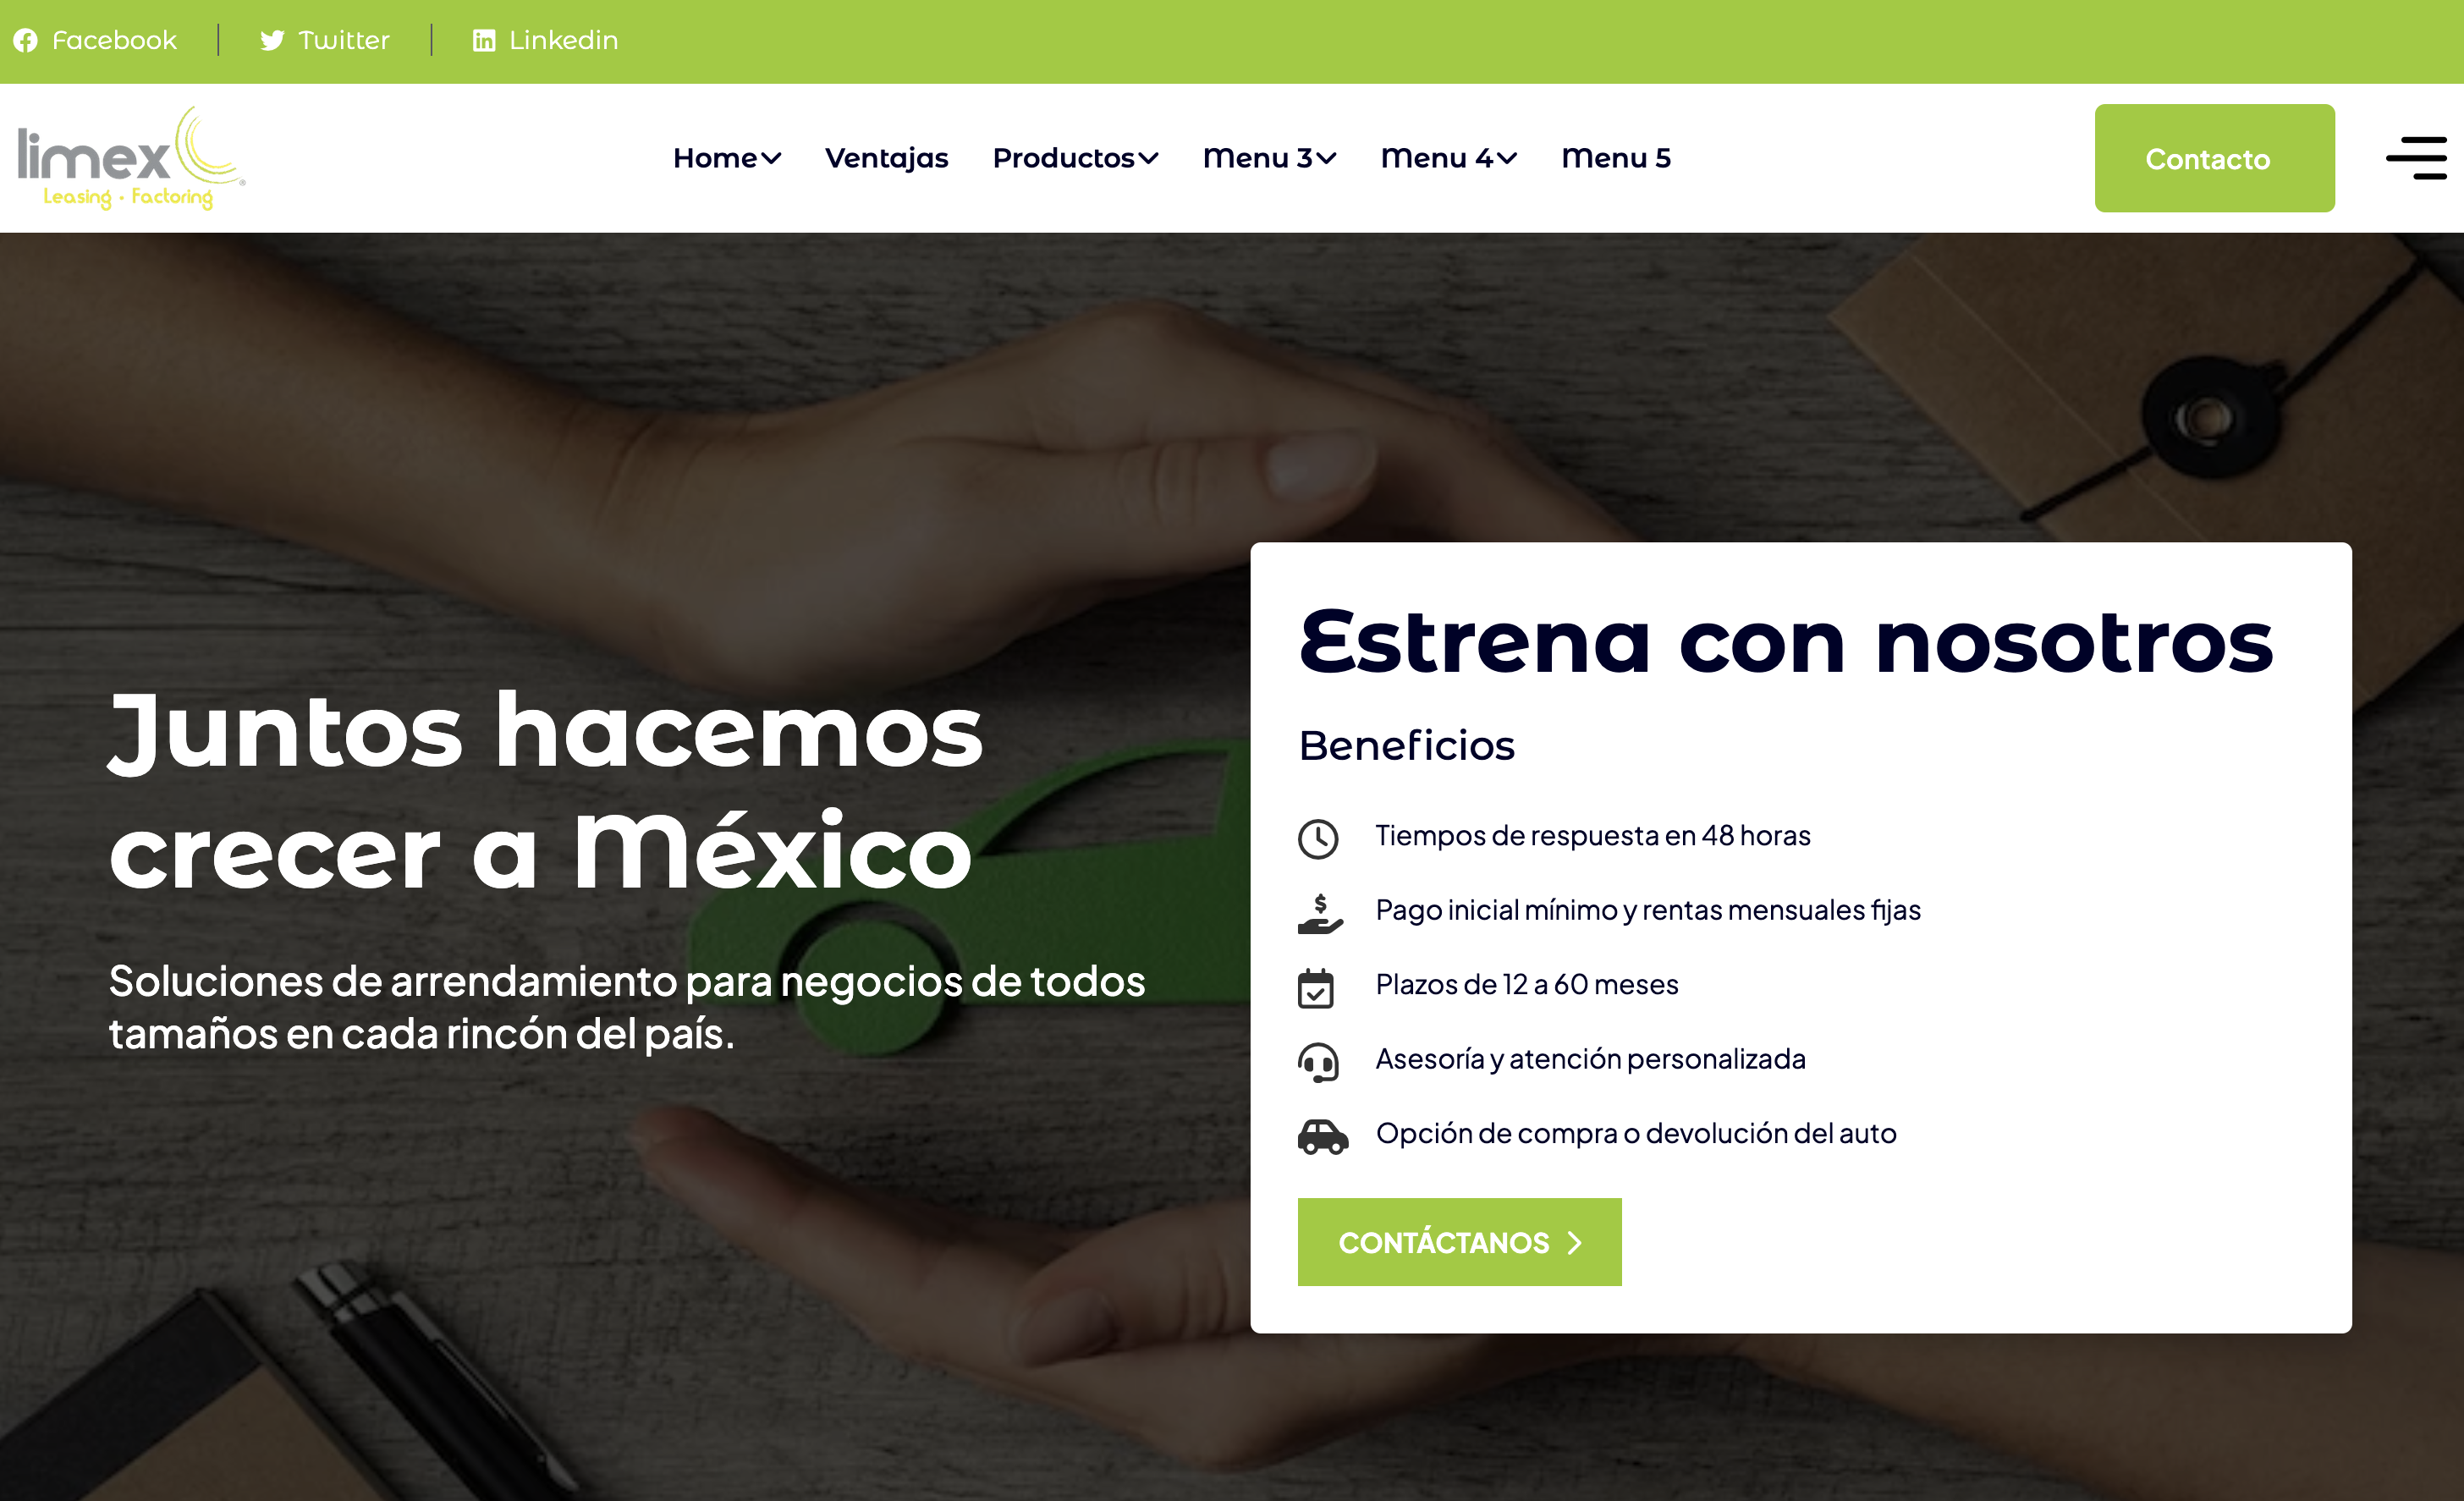 Facebook
Twitter
Linkedin
limex
Leasing • Factoring
®
Home
Ventajas
Productos
Menu 3
Menu 4
Menu 5
Contacto
Juntos hacemos
crecer a México
Soluciones de arrendamiento para negocios de todos
tamaños en cada rincón del país.
Estrena con nosotros
Beneficios
Tiempos de respuesta en 48 horas
Pago inicial mínimo y rentas mensuales fijas
Plazos de 12 a 60 meses
Asesoría y atención personalizada
Opción de compra o devolución del auto
CONTÁCTANOS